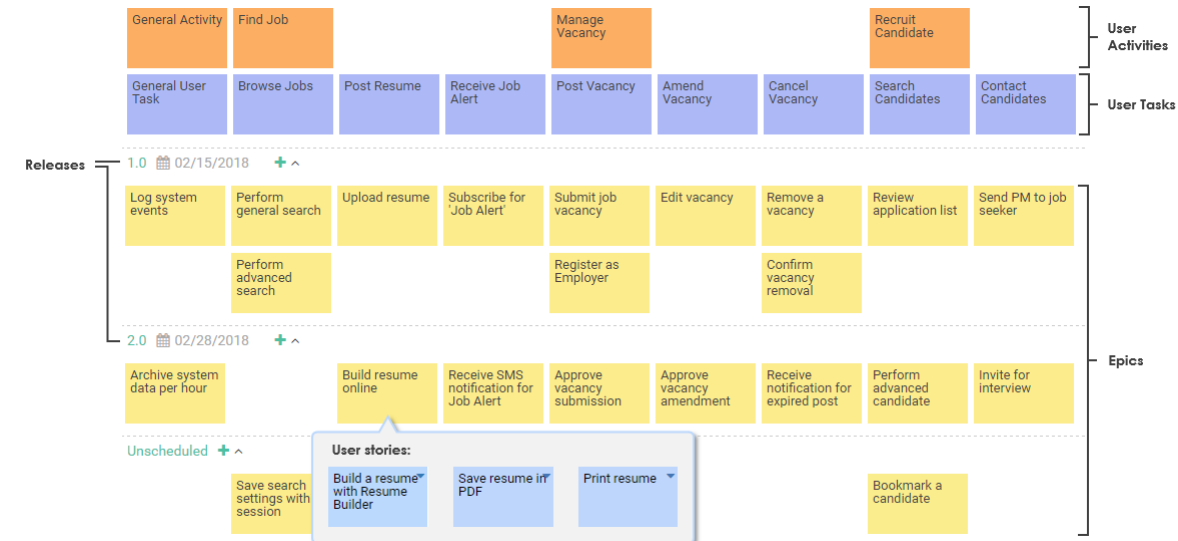 General Activity
Find Job
Manage
Vacancy
Recruit
Candidate
User
Activities
General User
Task
Browse Jobs
Post Resume
Receive Job
Alert
Post Vacancy
Amend
Vacancy
Cancel
Vacancy
Search
Candidates
Contact
Candidates
User Tasks
Releases
1.0 02/15/2018 +
Log system
events
Perform
general search
Upload resume
Subscribe for
'Job Alert'
Submit job
vacancy
Edit vacancy
Remove a
vacancy
Review
application list
Send PM to job
seeker
Perform
advanced
search
Register as
Employer
Confirm
vacancy
removal
2.0 02/28/2018 +
Epics
Archive system
data per hour
Build resume
online
Receive SMS
notification for
Job Alert
Approve
vacancy
submission
Approve
vacancy
amendment
Receive
notification for
expired post
Perform
advanced
candidate
Invite for
interview
Unscheduled +
User stories:
Save search
settings with
session
Build a resume
with Resume
Builder
Save resume in
PDF
Print resume
Bookmark a
candidate